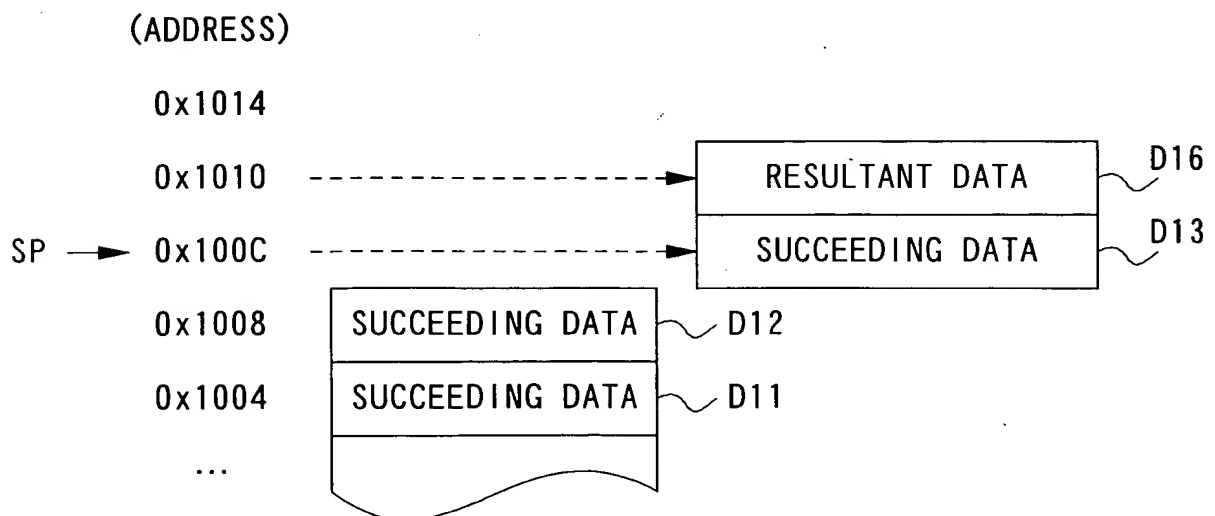 (ADDRESS)
0x1014
0x1010 RESULTANT DATA D16
SP 0x100C SUCCEEDING DATA D13
0x1008 SUCCEEDING DATA D12
0x1004 SUCCEEDING DATA D11
...